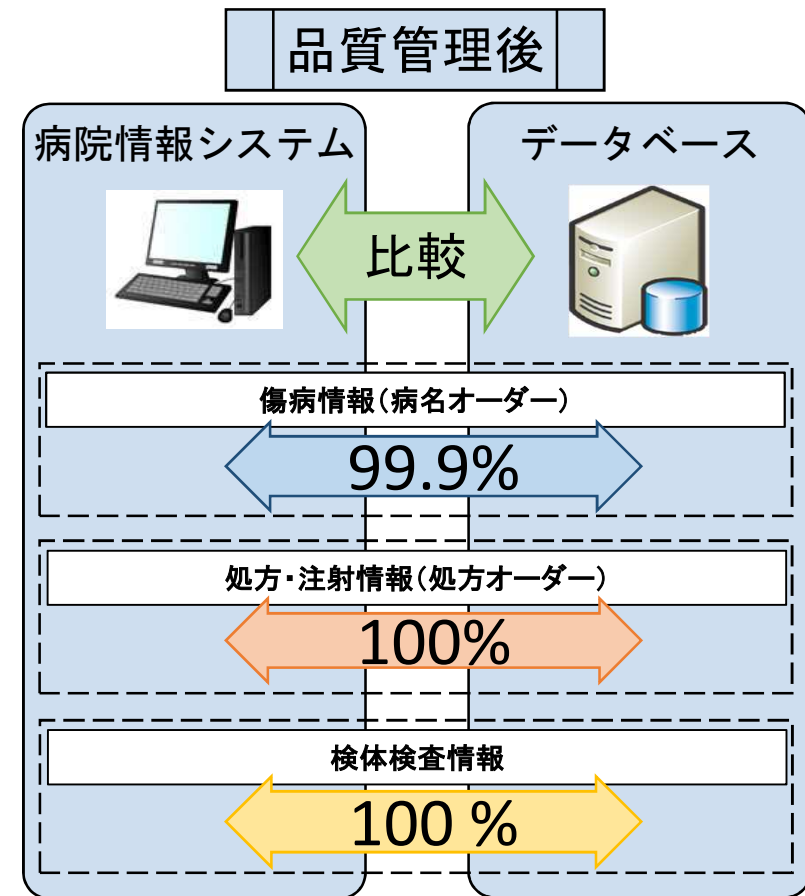 品質管理後
病院情報システム
データベース
比較
傷病情報(病名オーダー)
99.9%
処方・注射情報(処方オーダー)
100%
検体検査情報
100 %